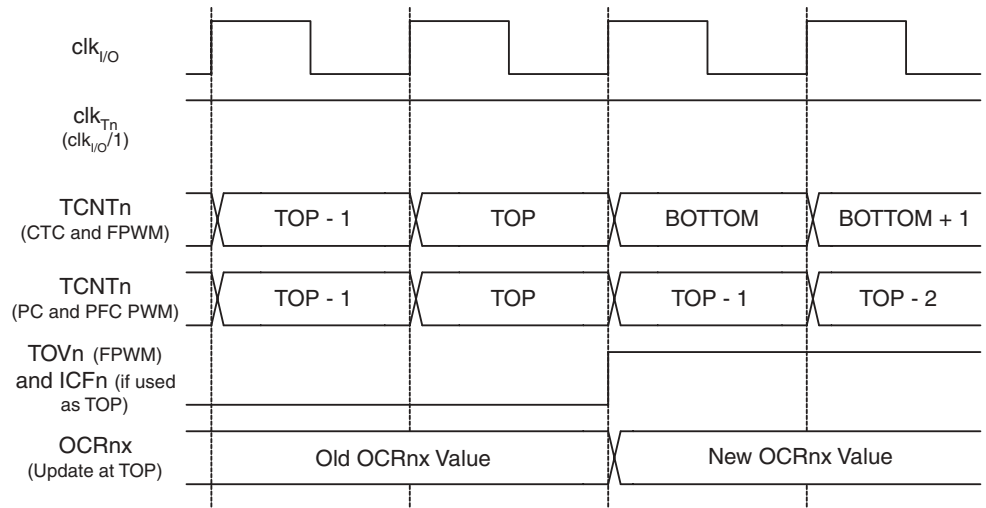 clkI/O
clkTn
(clkI/O/1)
TCNTn
(CTC and FPWM)
TOP - 1
TOP
BOTTOM
BOTTOM + 1
TCNTn
(PC and PFC PWM)
TOP - 1
TOP
TOP - 1
TOP - 2
TOVn (FPWM)
and ICFn (if used
as TOP)
OCRnx
(Update at TOP)
Old OCRnx Value
New OCRnx Value